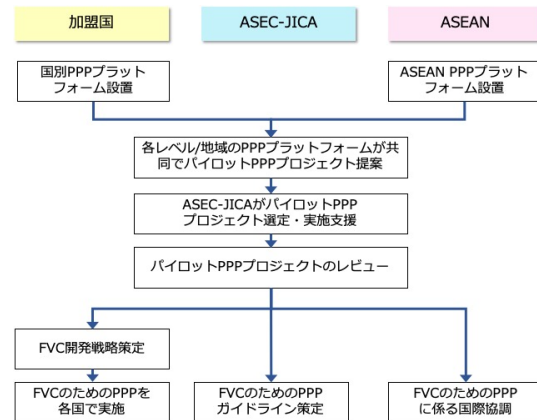 加盟国
ASEC-JICA
ASEAN
国別PPPプラット
フォーム設置
ASEAN PPPプラット
フォーム設置
各レベル/地域のPPPプラットフォームが共
同でパイロットPPPプロジェクト提案
ASEC-JICAがパイロットPPP
プロジェクト選定・実施支援
パイロットPPPプロジェクトのレビュー
FVC開発戦略策定
FVCのためのPPPを
各国で実施
FVCのためのPPP
ガイドライン策定
FVCのためのPPP
に係る国際協調